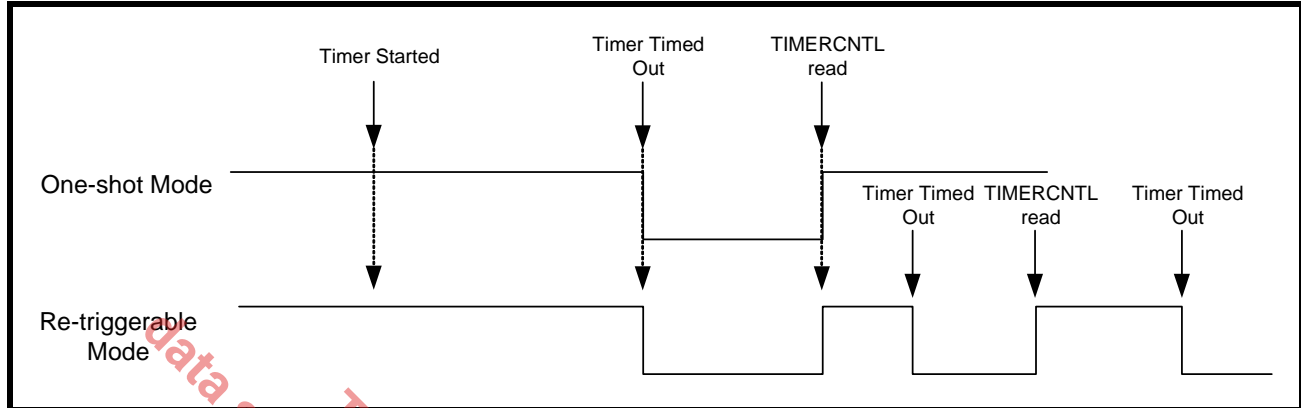 Timer Started
Timer Timed
Out
TIMERCNTL
read
One-shot Mode
Timer Timed
Out
TIMERCNTL
read
Timer Timed
Out
Re-triggerable
Mode
data